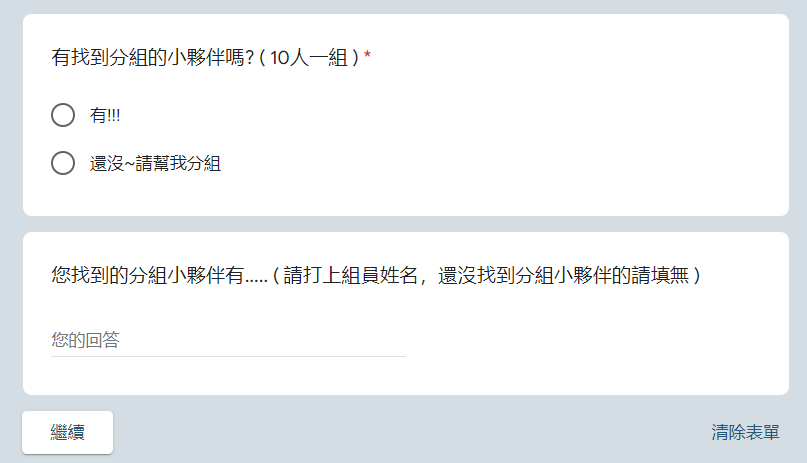 有找到分組的小夥伴嗎? ( 10人一組 ) *
有!!!
還沒~請幫我分組
您找到的分組小夥伴有..... ( 請打上組員姓名，還沒找到分組小夥伴的請填無 )
您的回答
繼續
清除表單